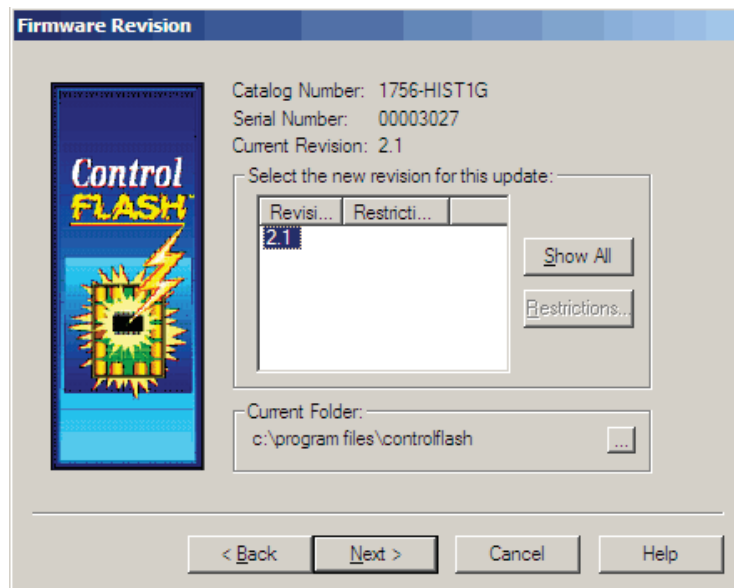 Firmware Revision
Control
FLASH
Catalog Number: 1756-HIST1G
Serial Number: 00003027
Current Revision: 2.1
Select the new revision for this update:
Revisi... Restricti...
2.1
Show All
Restrictions...
Current Folder:
c:\program files\controlflash
...
< Back Next > Cancel Help